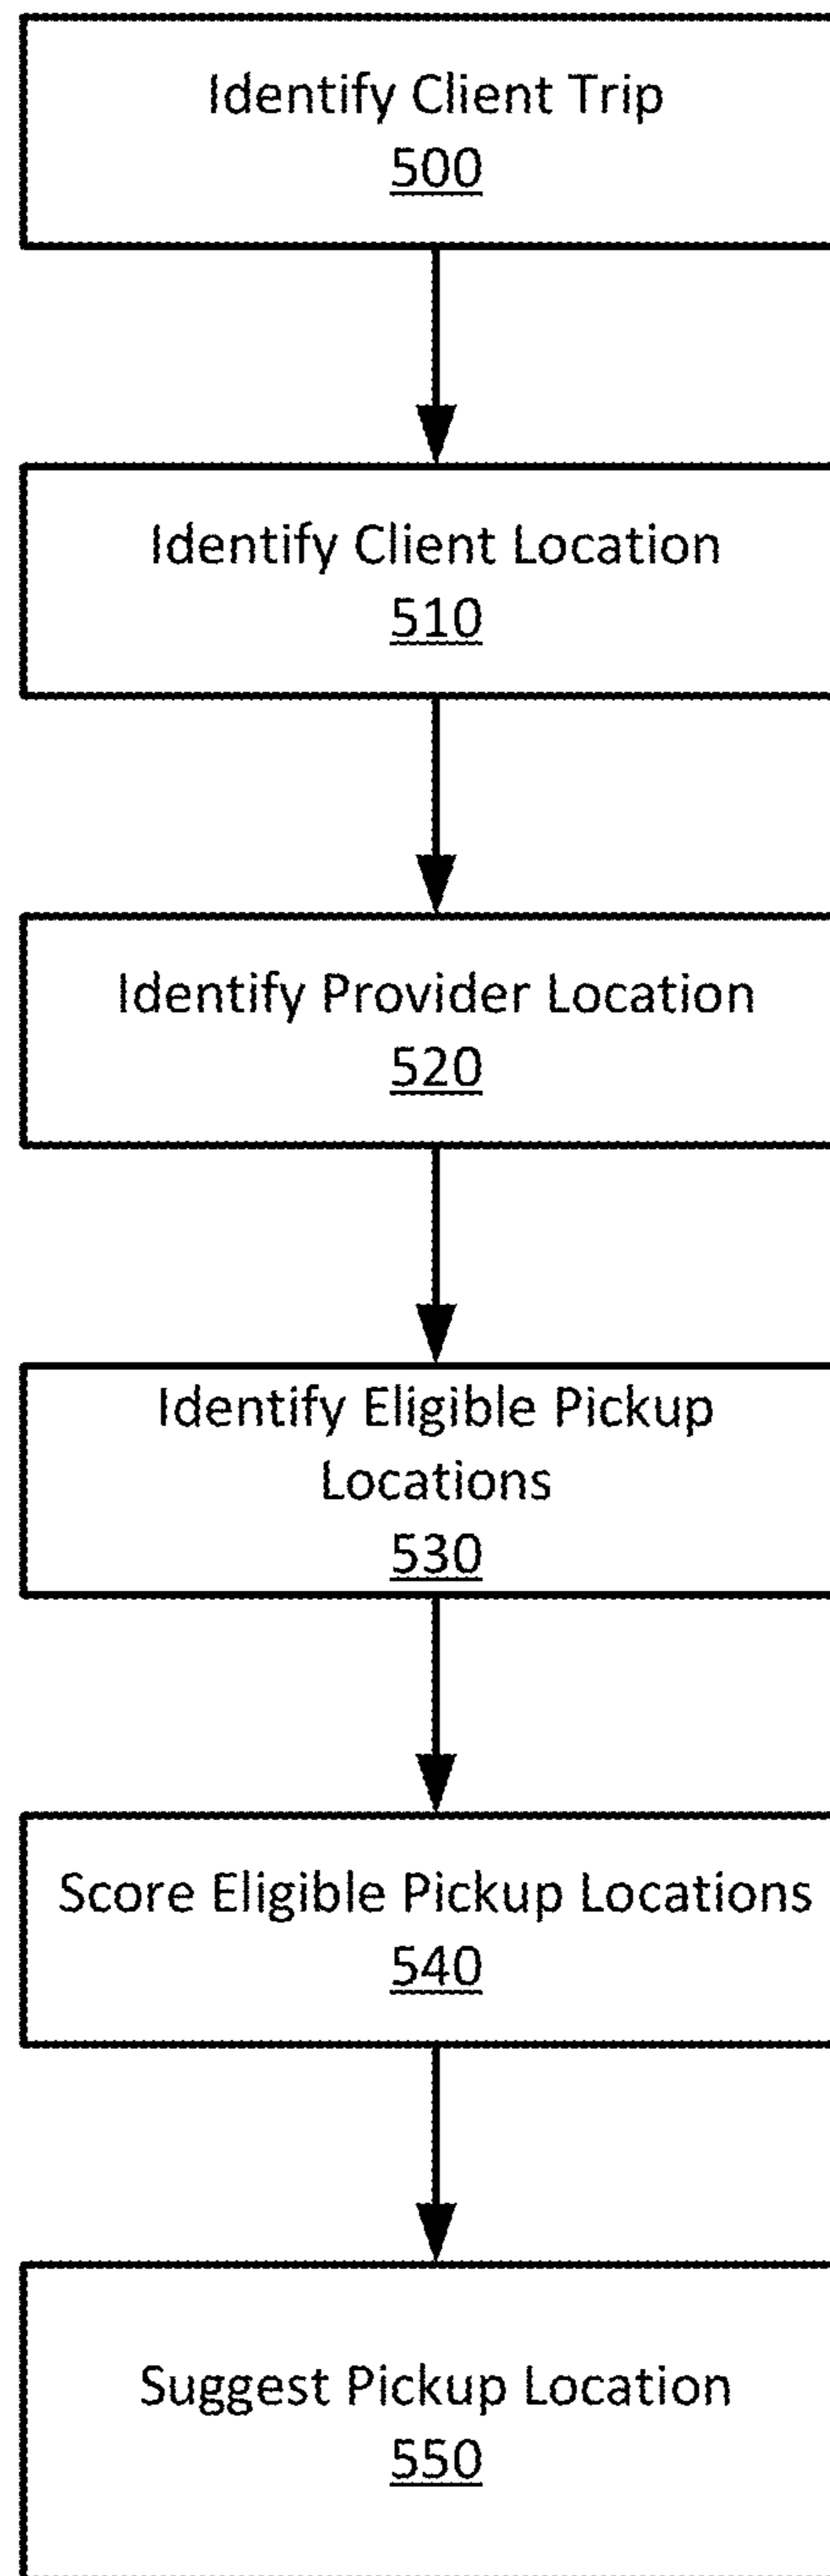 Identify Client Trip
500
Identify Client Location
510
Identify Provider Location
520
Identify Eligible Pickup
Locations
530
Score Eligible Pickup Locations
540
Suggest Pickup Location
550